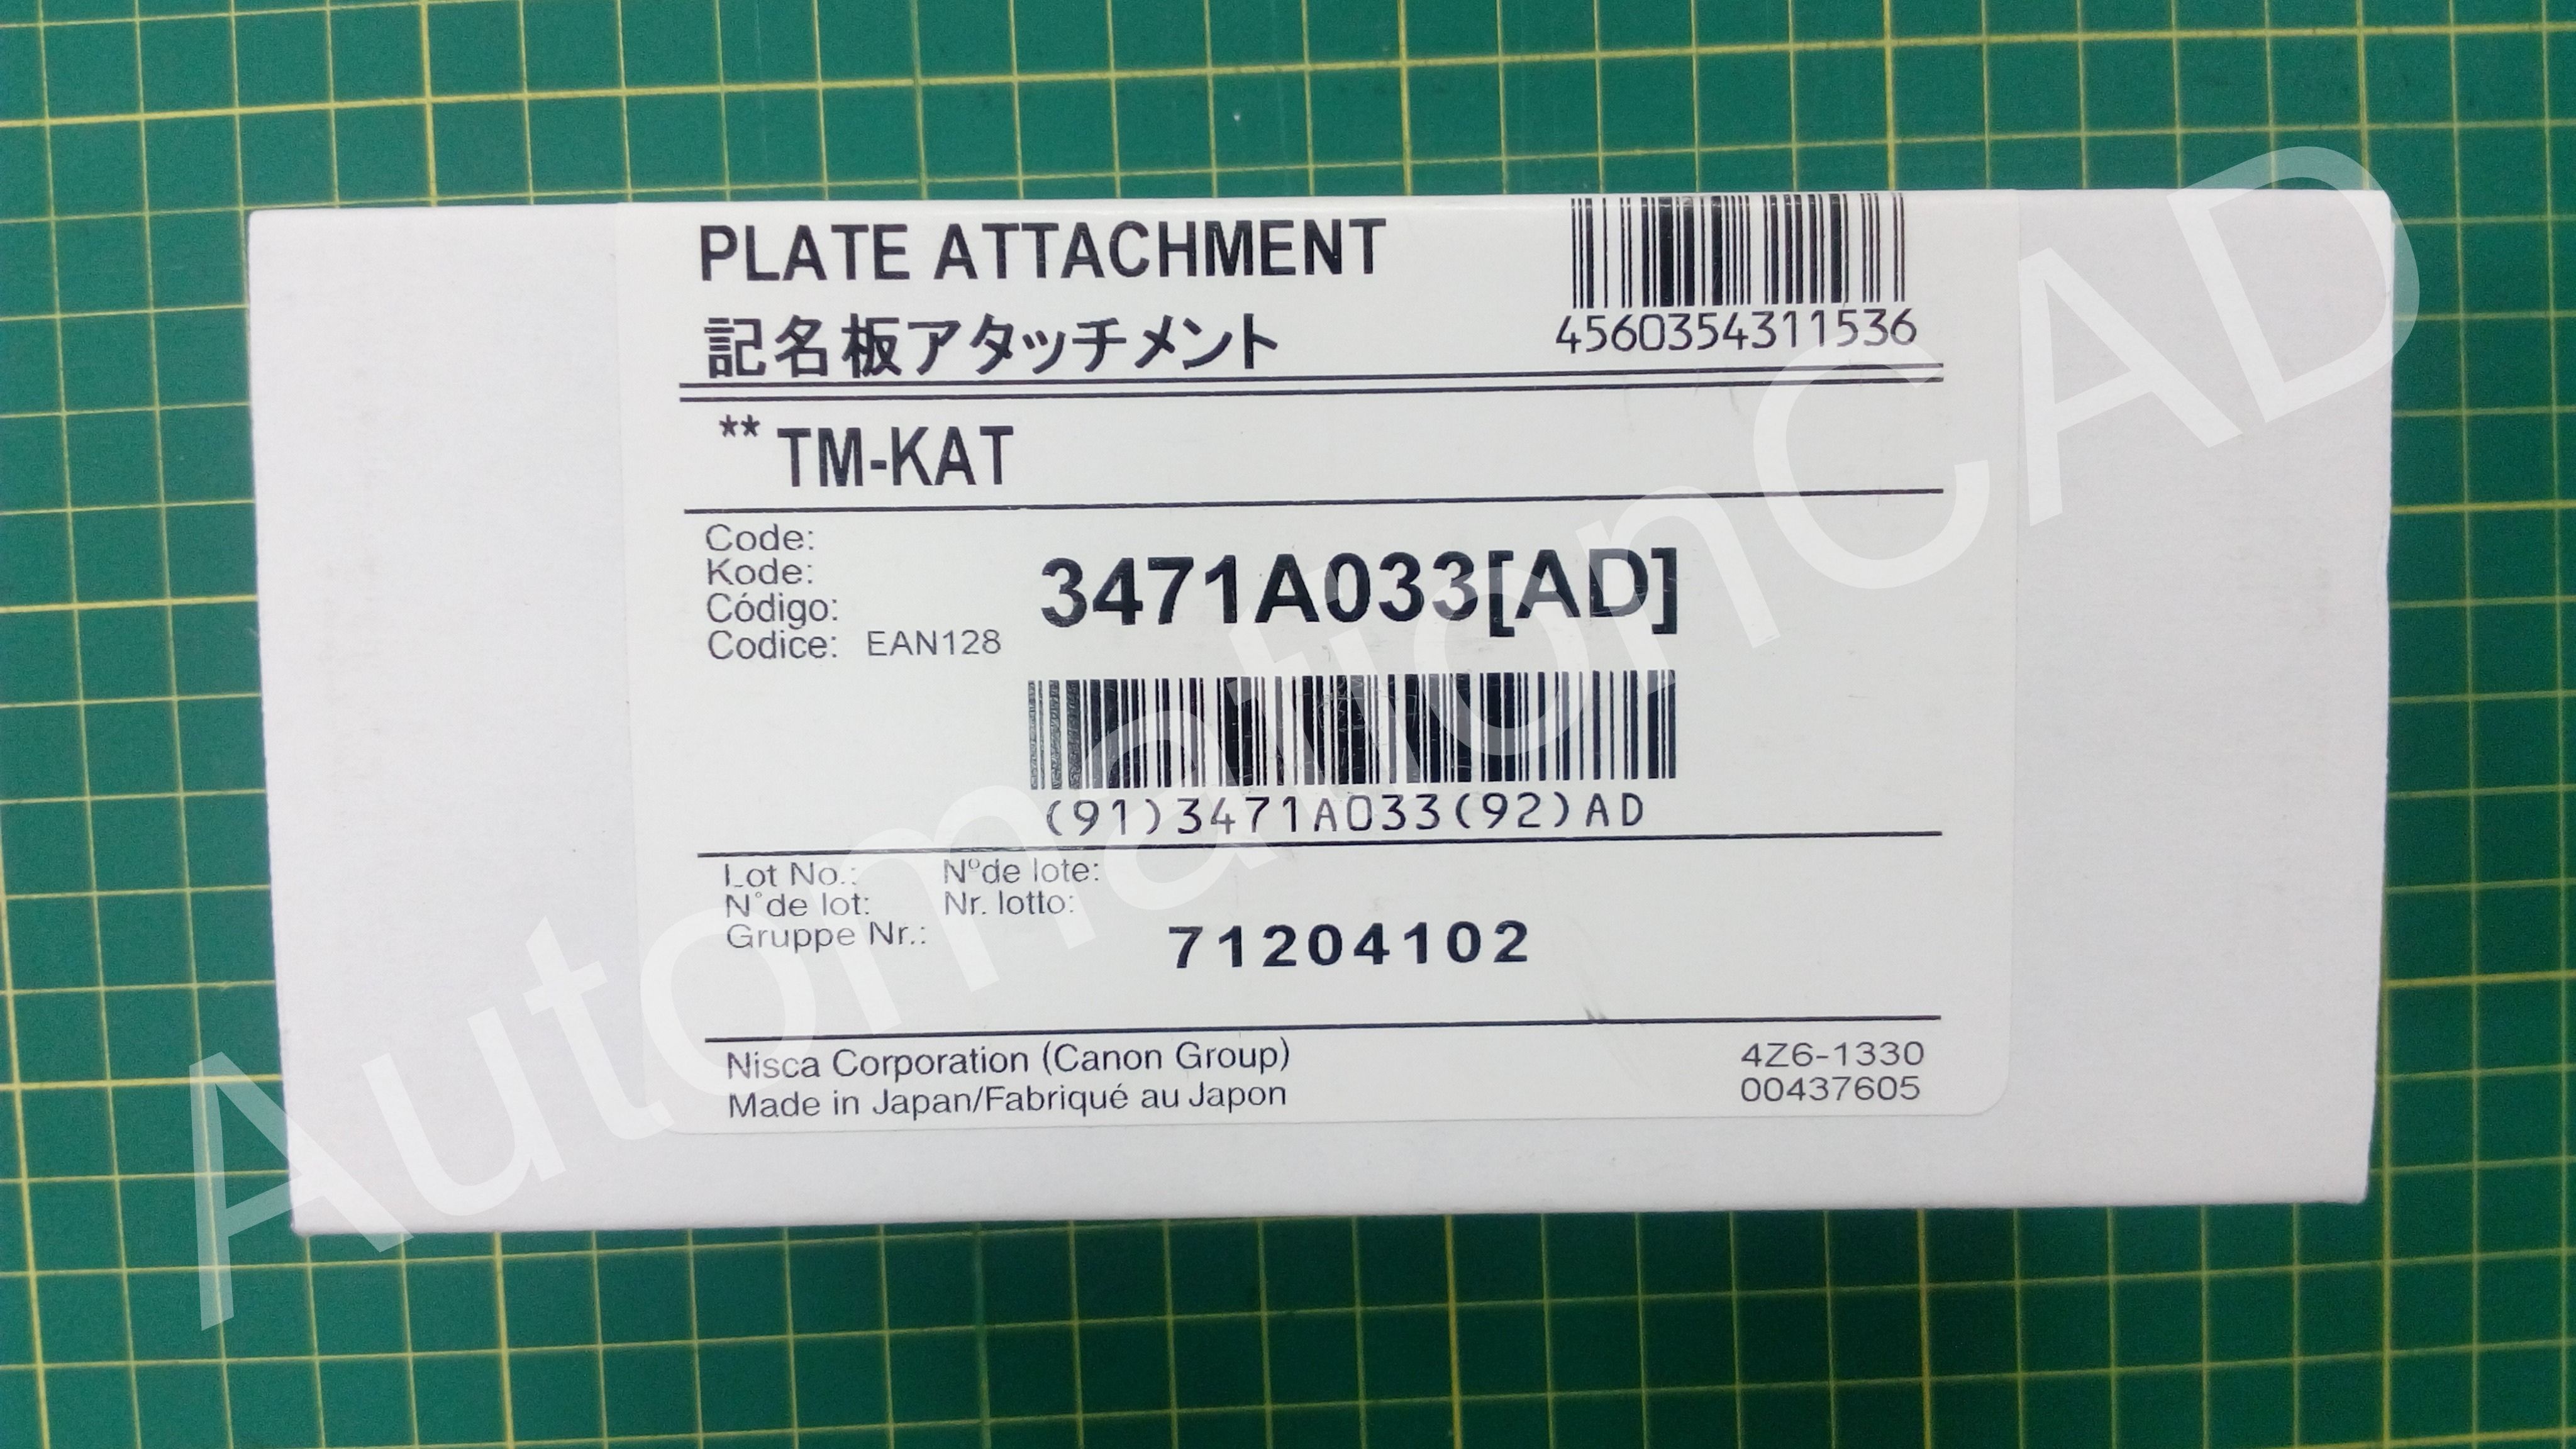 PLATE ATTACHMENT
記名板アタッチメント
4560354311536
** TM-KAT
Code:
Kode:
Código:
Codice: EAN128
3471A033[AD]
(91)3471A033(92)AD
Lot No.: Nºde lote:
N°de lot: Nr. lotto:
Gruppe Nr.:
71204102
Nisca Corporation (Canon Group)
Made in Japan/Fabriqué au Japon
4Z6-1330
00437605
AutomationCAD